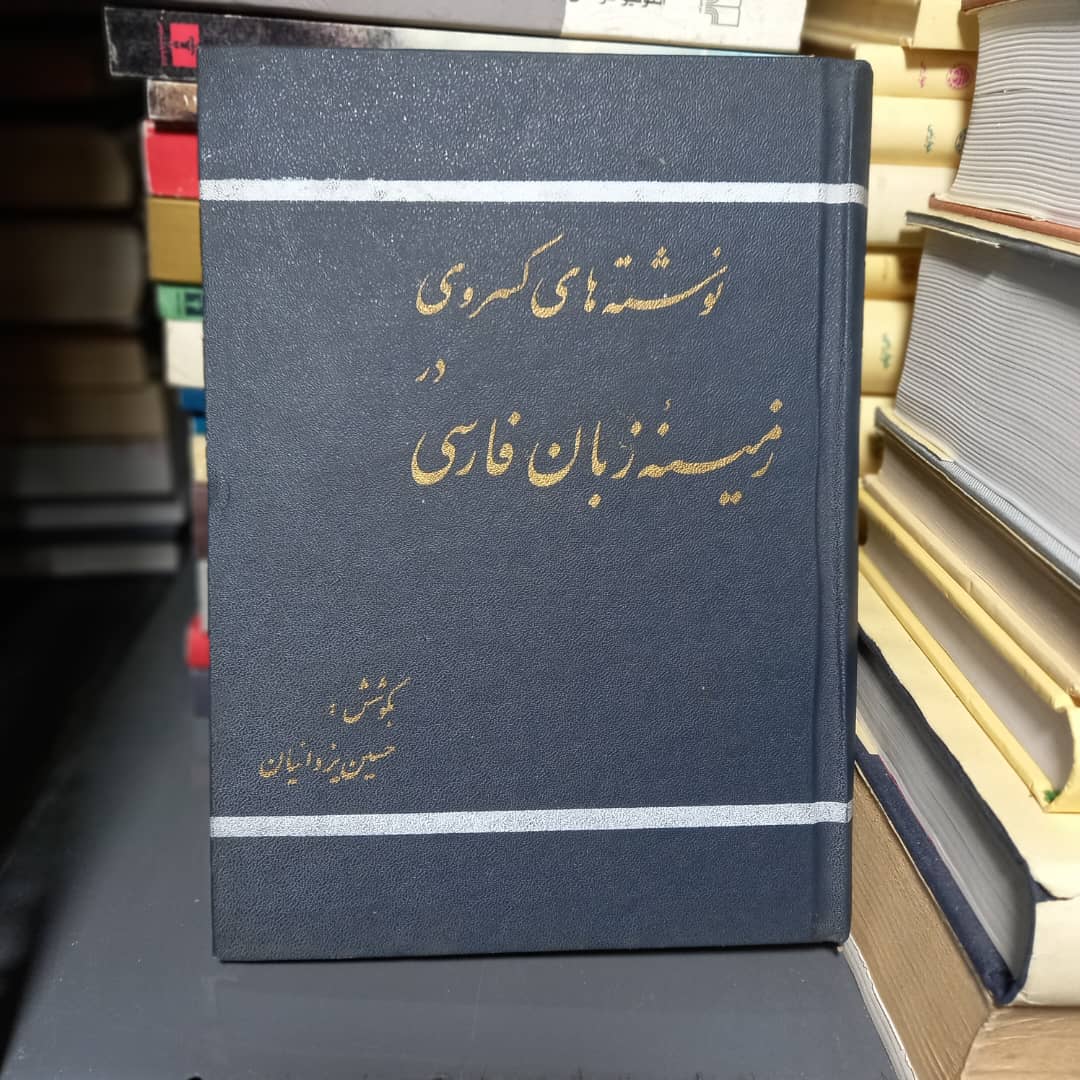 نوشته های کسروی
در
زمینهٔ زبان فارسی
بکوشش :
حسین یزدانیان